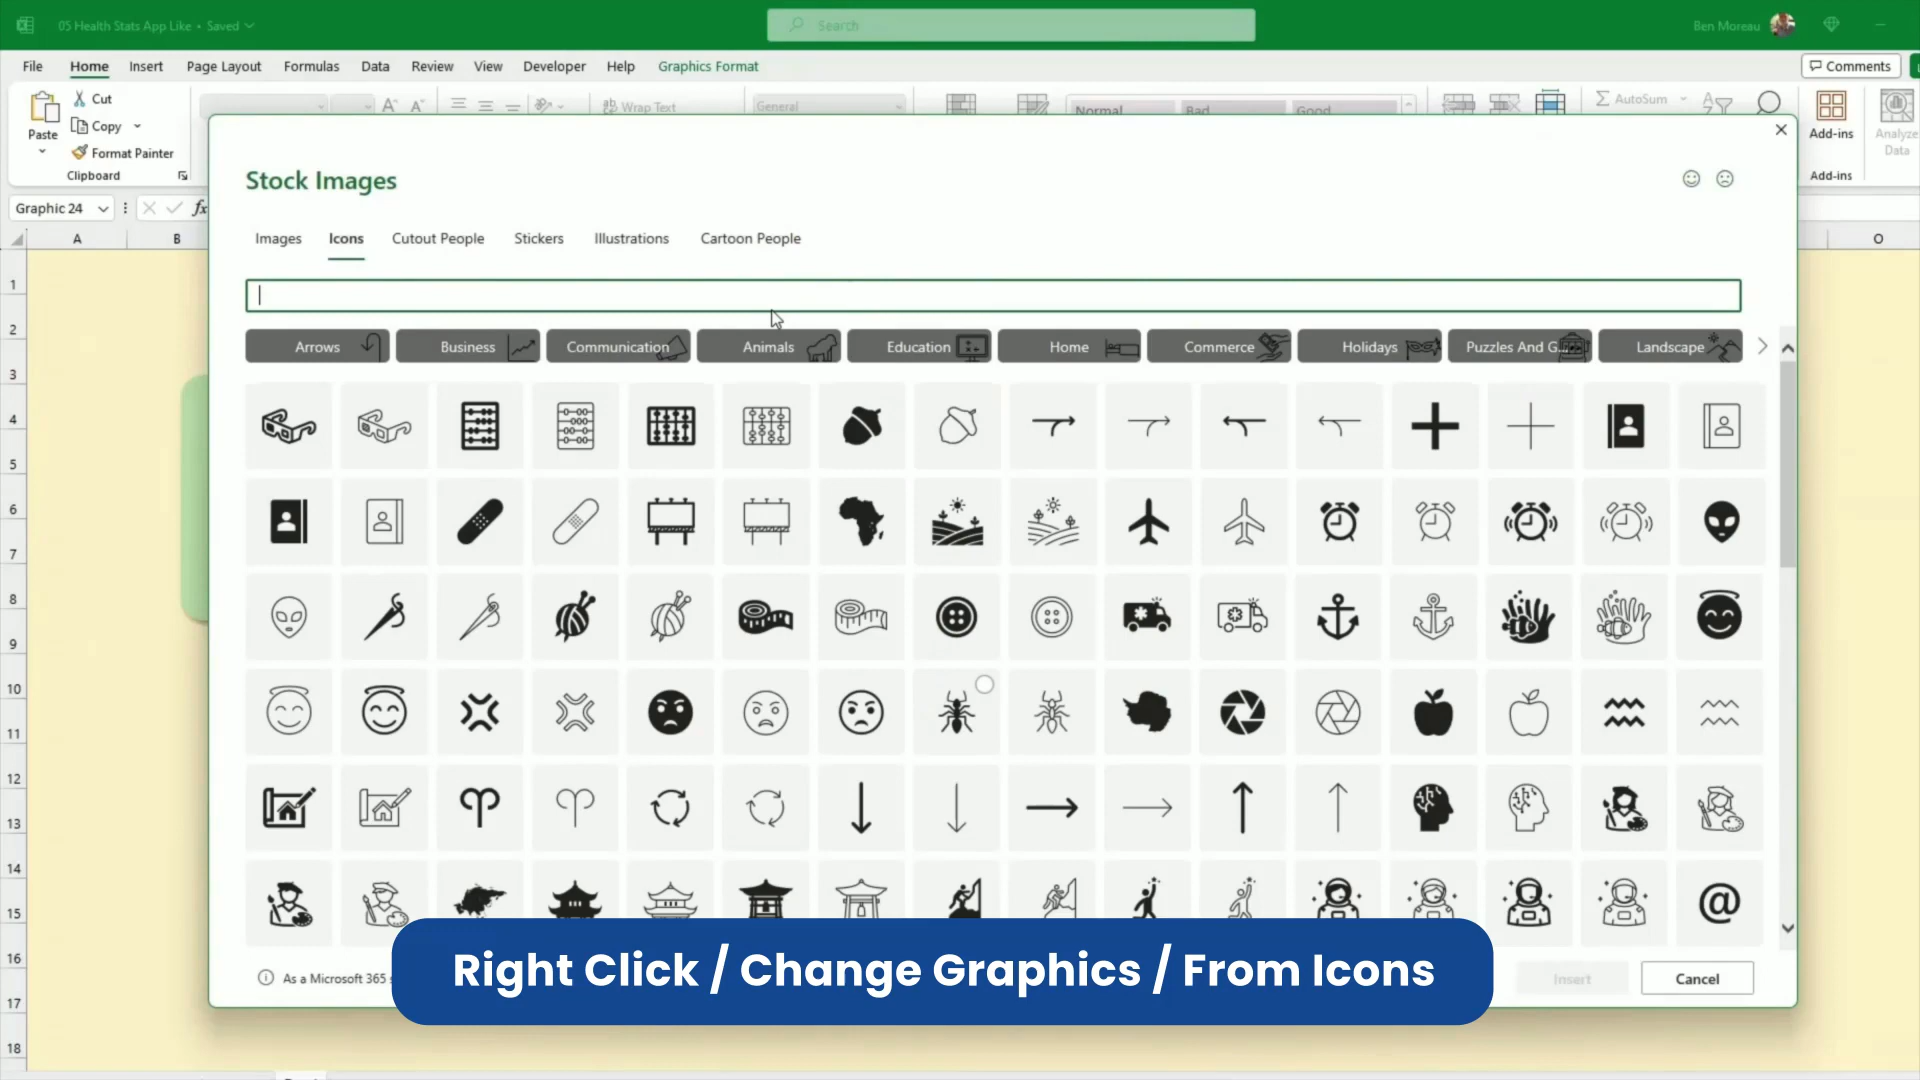 05 Health Stats App Like • Saved
Search
Ben Moreau
File Home Insert Page Layout Formulas Data Review View Developer Help Graphics Format
Comments
Paste
Cut
Copy
Format Painter
Clipboard
Wrap Text
General
Normal Bad Good
AutoSum
Add-ins
Add-ins
Analyze
Data
Graphic 24
fx
A B O
Stock Images
Images Icons Cutout People Stickers Illustrations Cartoon People
Arrows Business Communication Animals Education Home Commerce Holidays Puzzles And G... Landscape
1
2
3
4
5
6
7
8
9
10
11
12
13
14
15
16
17
18
@
As a Microsoft 365
Right Click / Change Graphics / From Icons
Insert
Cancel